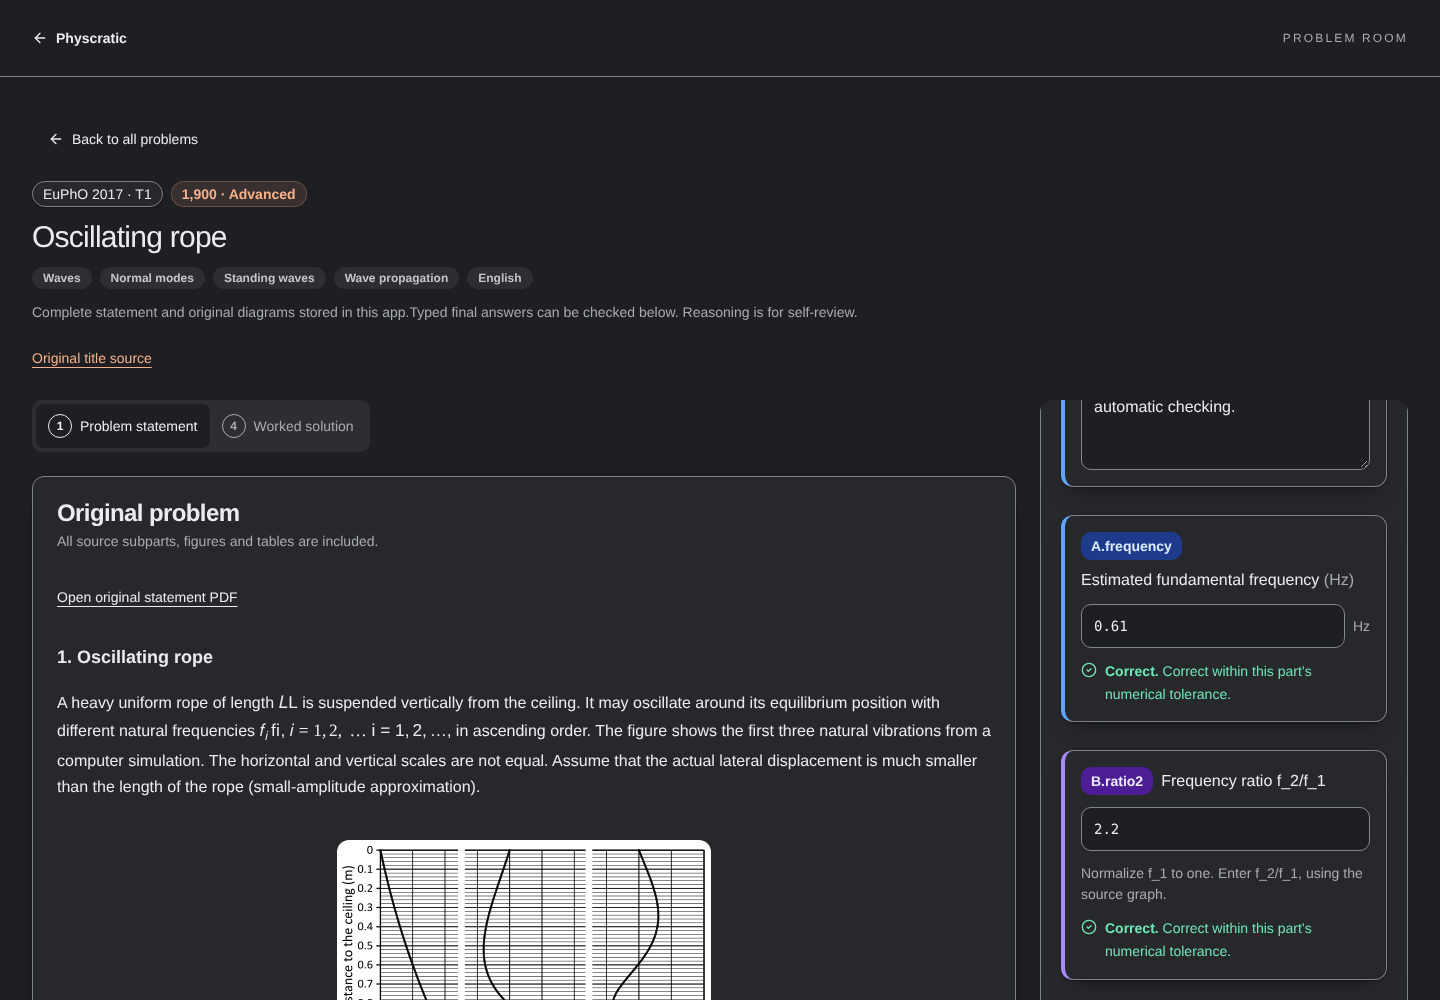 Physcratic
PROBLEM ROOM
Back to all problems
EuPhO 2017 · T1
1,900 · Advanced
Oscillating rope
Waves
Normal modes
Standing waves
Wave propagation
English
Complete statement and original diagrams stored in this app.Typed final answers can be checked below. Reasoning is for self-review.
Original title source
1 Problem statement
4 Worked solution
Original problem
All source subparts, figures and tables are included.
Open original statement PDF
1. Oscillating rope
A heavy uniform rope of length LL is suspended vertically from the ceiling. It may oscillate around its equilibrium position with
different natural frequencies f_i fi, i = 1, 2, … i = 1, 2, …, in ascending order. The figure shows the first three natural vibrations from a
computer simulation. The horizontal and vertical scales are not equal. Assume that the actual lateral displacement is much smaller
than the length of the rope (small-amplitude approximation).
0
0.1
0.2
0.3
0.4
0.5
0.6
0.7
stance to the ceiling (m)
automatic checking.
A.frequency
Estimated fundamental frequency (Hz)
0.61
Hz
Correct. Correct within this part's
numerical tolerance.
B.ratio2 Frequency ratio f_2/f_1
2.2
Normalize f_1 to one. Enter f_2/f_1, using the
source graph.
Correct. Correct within this part's
numerical tolerance.